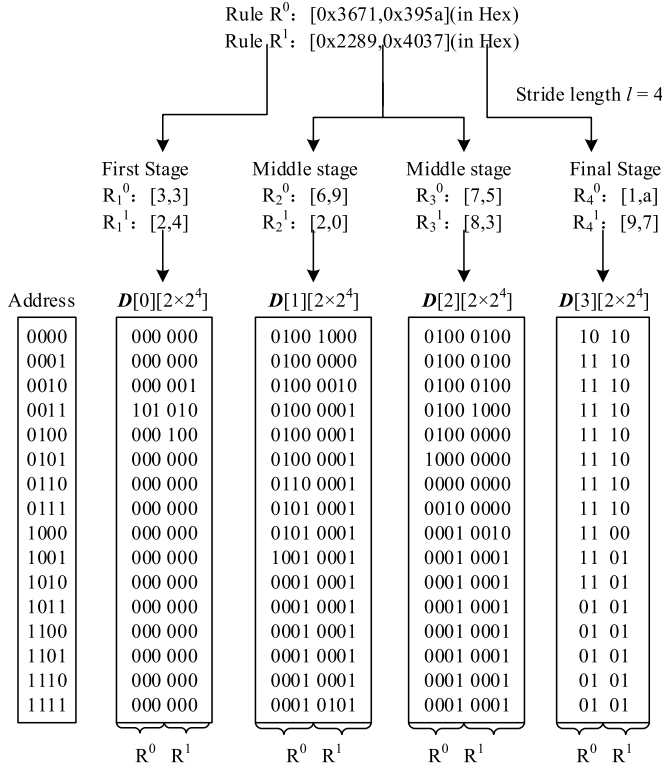 Rule R⁰: [0x3671,0x395a](in Hex)
Rule R¹: [0x2289,0x4037](in Hex)
Stride length l = 4
First Stage Middle stage Middle stage Final Stage
R₁⁰: [3,3] R₂⁰: [6,9] R₃⁰: [7,5] R₄⁰: [1,a]
R₁¹: [2,4] R₂¹: [2,0] R₃¹: [8,3] R₄¹: [9,7]
Address D[0][2×2⁴] D[1][2×2⁴] D[2][2×2⁴] D[3][2×2⁴]
0000 000 000 0100 1000 0100 0100 10 10
0001 000 000 0100 0000 0100 0100 11 10
0010 000 001 0100 0010 0100 0100 11 10
0011 101 010 0100 0001 0100 1000 11 10
0100 000 100 0100 0001 0100 0000 11 10
0101 000 000 0100 0001 1000 0000 11 10
0110 000 000 0110 0001 0000 0000 11 10
0111 000 000 0101 0001 0010 0000 11 10
1000 000 000 0101 0001 0001 0010 11 00
1001 000 000 1001 0001 0001 0001 11 01
1010 000 000 0001 0001 0001 0001 11 01
1011 000 000 0001 0001 0001 0001 01 01
1100 000 000 0001 0001 0001 0001 01 01
1101 000 000 0001 0001 0001 0001 01 01
1110 000 000 0001 0001 0001 0001 01 01
1111 000 000 0001 0101 0001 0001 01 01
R⁰ R¹ R⁰ R¹ R⁰ R¹ R⁰ R¹